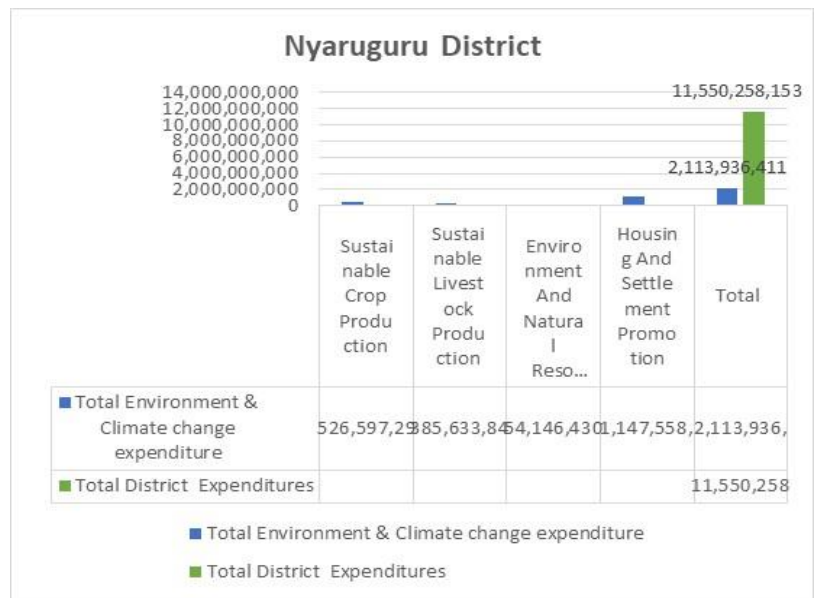 Nyaruguru District
14,000,000,000
12,000,000,000
10,000,000,000
8,000,000,000
6,000,000,000
4,000,000,000
2,000,000,000
0
11,550,258,153
2,113,936,411
Sustai
nable
Crop
Produ
ction
Sustai
nable
Livest
ock
Produ
ction
Enviro
nment
And
Natura
l
Reso...
Housin
g And
Settle
ment
Promo
tion
Total
Total Environment &
Climate change
expenditure
526,597,29 385,633,84 54,146,430 1,147,558, 2,113,936,
Total District Expenditures
11,550,258
Total Environment & Climate change expenditure
Total District Expenditures